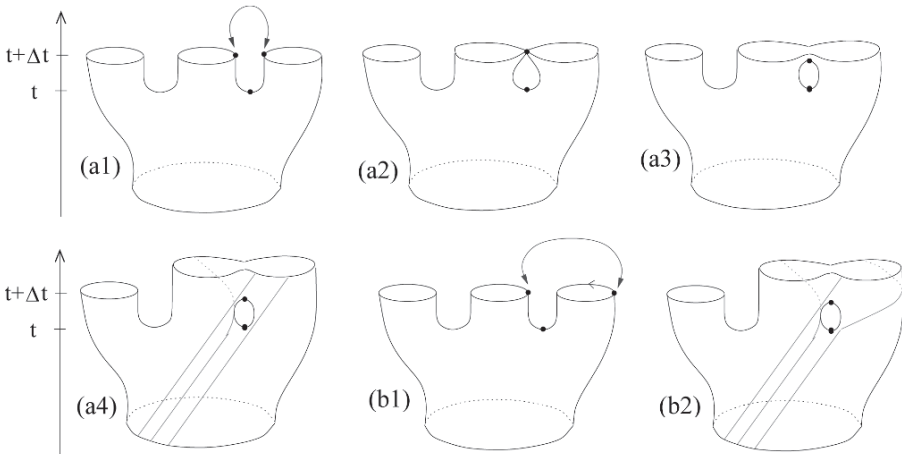 t+Δt
t
(a1)
(a2)
(a3)
t+Δt
t
(a4)
(b1)
(b2)